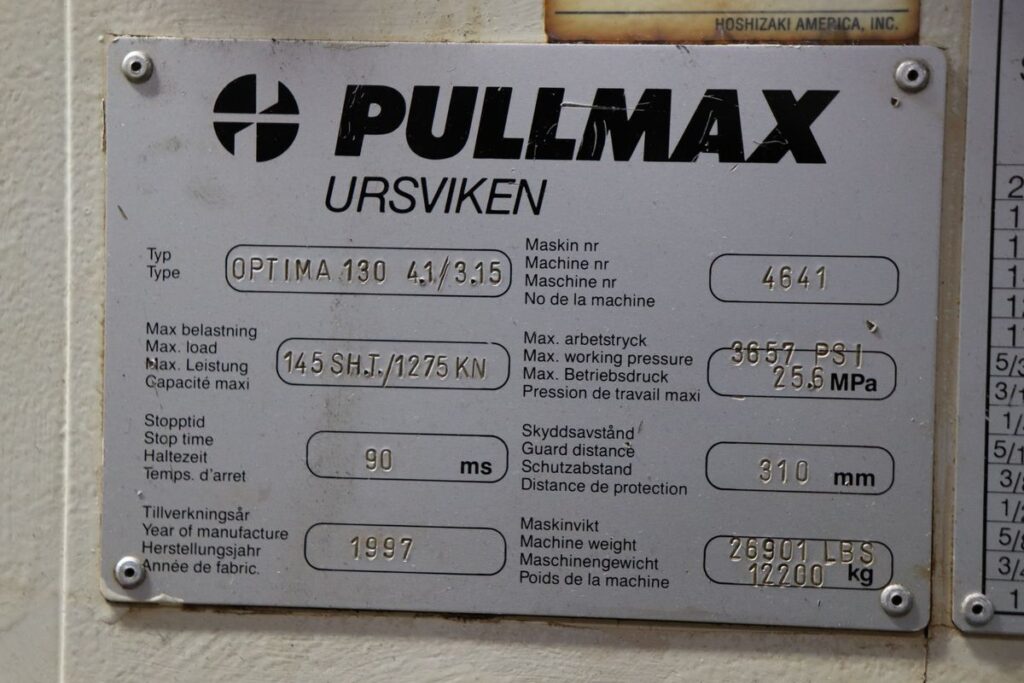 HOSHIZAKI AMERICA, INC.
PULLMAX
URSVIKEN
Typ
Type
OPTIMA 130 4.1/3.15
Maskin nr
Machine nr
Maschine nr
No de la machine
4641
Max belastning
Max. load
Max. Leistung
Capacité maxi
145 SH.T./1275 KN
Max. arbetstryck
Max. working pressure
Max. Betriebsdruck
Pression de travail maxi
3657 PSI
25.6 MPa
Stopptid
Stop time
Haltezeit
Temps. d'arret
90 ms
Skyddsavstånd
Guard distance
Schutzabstand
Distance de protection
310 mm
Tillverkningsår
Year of manufacture
Herstellungsjahr
Année de fabric.
1997
Maskinvikt
Machine weight
Maschinengewicht
Poids de la machine
26901 LBS
12200 kg